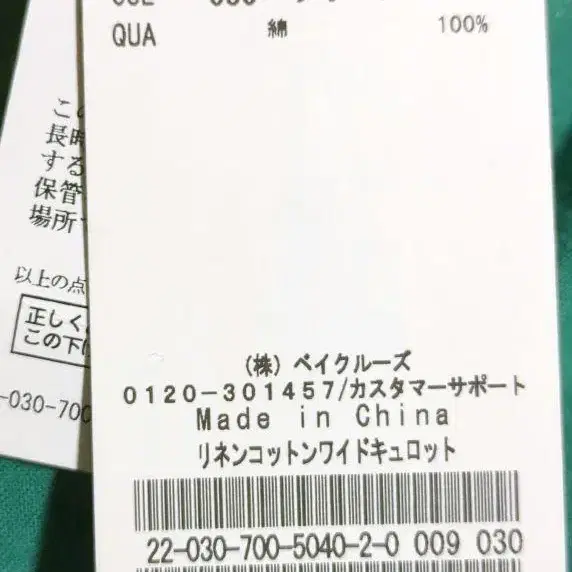 QUA 綿 100%
長時
する
保管
場所
以上の点
正しく
この下
-030-700
(株) ベイクルーズ
0120-301457/カスタマーサポート
Made in China
リネンコットンワイドキュロット
22-030-700-5040-2-0 009 030